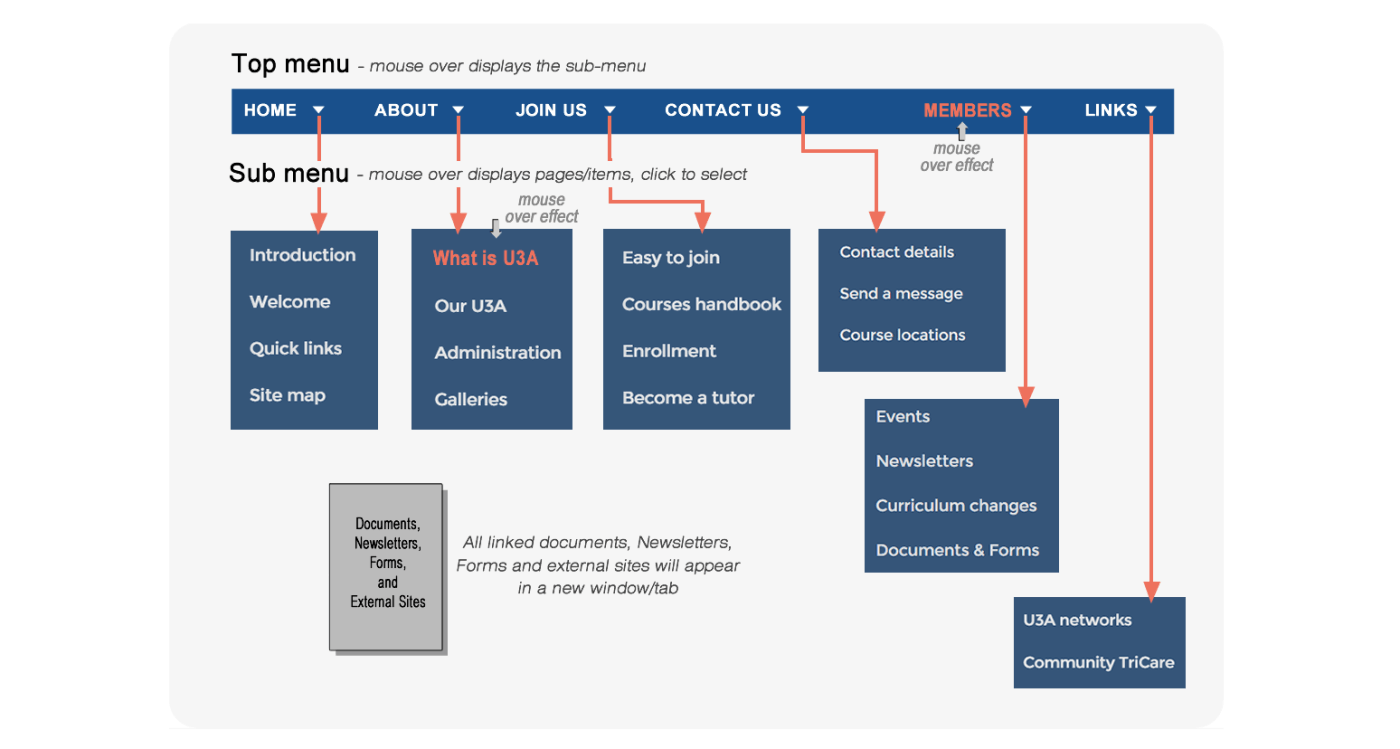 Top menu - mouse over displays the sub-menu
HOME ABOUT JOIN US CONTACT US MEMBERS LINKS
mouse
over effect
Sub menu - mouse over displays pages/items, click to select
mouse
over effect
Introduction
Welcome
Quick links
Site map
What is U3A
Our U3A
Administration
Galleries
Easy to join
Courses handbook
Enrollment
Become a tutor
Contact details
Send a message
Course locations
Events
Newsletters
Curriculum changes
Documents & Forms
U3A networks
Community TriCare
Documents,
Newsletters,
Forms,
and
External Sites
All linked documents, Newsletters,
Forms and external sites will appear
in a new window/tab